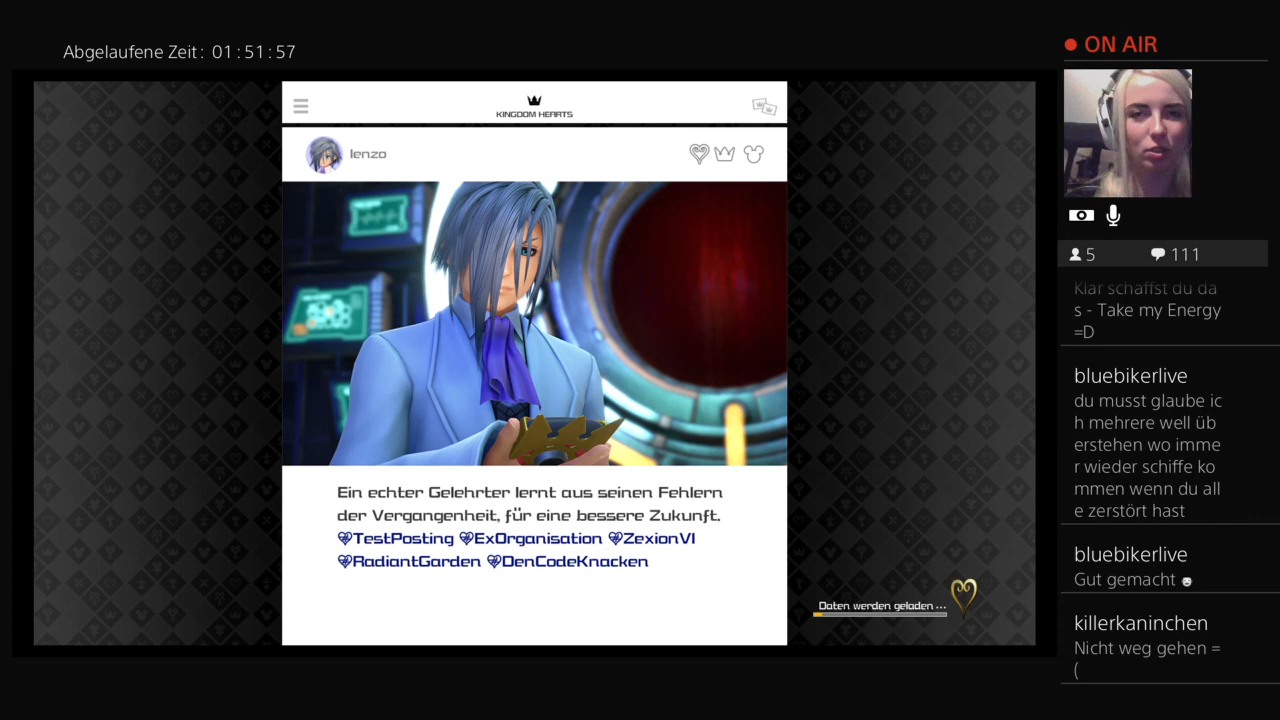 Abgelaufene Zeit: 01:51:57
ON AIR
KINGDOM HEARTS
Ienzo
5
111
Klar schaffst du da
s - Take my Energy
=D
bluebikerlive
du musst glaube ic
h mehrere well üb
erstehen wo imme
r wieder schiffe ko
mmen wenn du all
e zerstört hast
bluebikerlive
Gut gemacht
killerkaninchen
Nicht weg gehen =
(
Ein echter Gelehrter lernt aus seinen Fehlern
der Vergangenheit, für eine bessere Zukunft.
TestPosting ExOrganisation ZexionVI
RadiantGarden DenCodeKnacken
Daten werden geladen ...